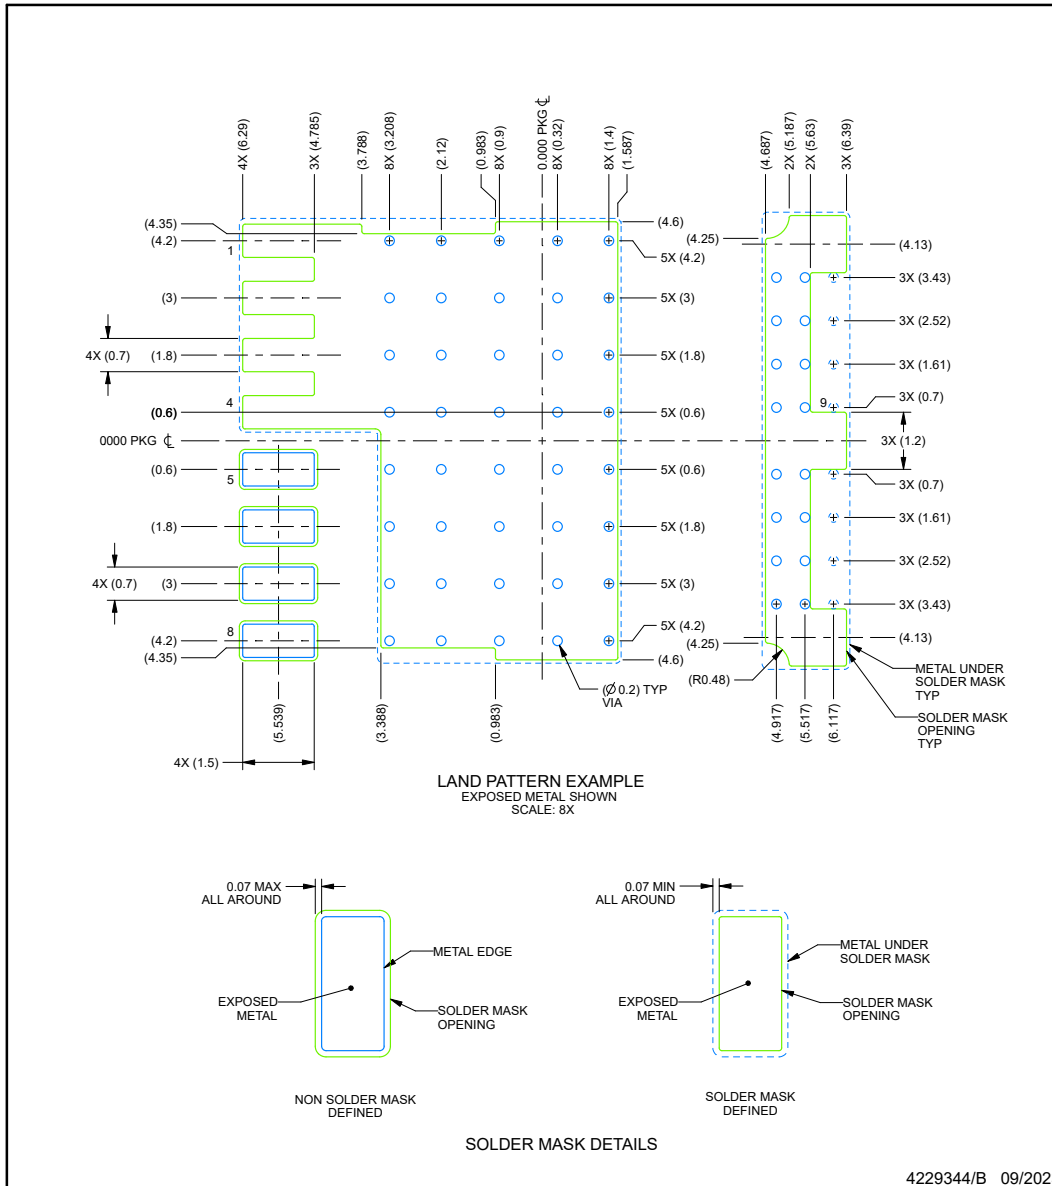 4X (6.29)
3X (4.785)
(3.788)
8X (3.208)
(2.12)
(0.983)
8X (0.9)
0.000 PKG ℄
8X (0.32)
8X (1.4)
(1.587)
(4.687)
2X (5.187)
2X (5.63)
3X (6.39)
(4.35)
(4.2)
1
(3)
4X (0.7)
(1.8)
4
(0.6)
0000 PKG ℄
(0.6)
5
(1.8)
4X (0.7)
(3)
8
(4.2)
(4.35)
(4.6)
5X (4.2)
5X (3)
5X (1.8)
5X (0.6)
5X (0.6)
5X (1.8)
5X (3)
5X (4.2)
(4.6)
(4.25)
(4.13)
3X (3.43)
3X (2.52)
3X (1.61)
9
3X (0.7)
3X (1.2)
3X (0.7)
3X (1.61)
3X (2.52)
3X (3.43)
(4.25)
(4.13)
(R0.48)
METAL UNDER
SOLDER MASK
TYP
SOLDER MASK
OPENING
TYP
(Ø 0.2) TYP
VIA
(5.539)
(3.388)
(0.983)
(4.917)
(5.517)
(6.117)
4X (1.5)
LAND PATTERN EXAMPLE
EXPOSED METAL SHOWN
SCALE: 8X
0.07 MAX
ALL AROUND
METAL EDGE
EXPOSED
METAL
SOLDER MASK
OPENING
NON SOLDER MASK
DEFINED
0.07 MIN
ALL AROUND
METAL UNDER
SOLDER MASK
EXPOSED
METAL
SOLDER MASK
OPENING
SOLDER MASK
DEFINED
SOLDER MASK DETAILS
4229344/B 09/202